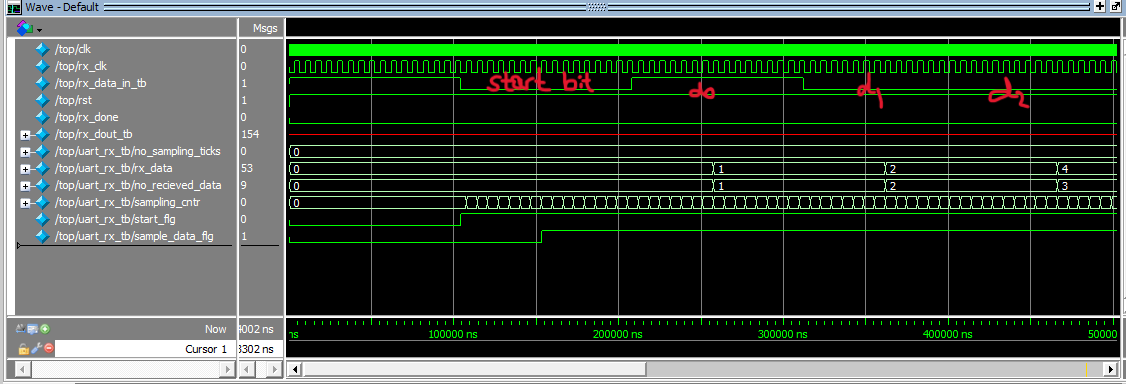 Wave - Default
Msgs
/top/clk 0
/top/rx_clk 0
/top/rx_data_in_tb 1
/top/rst 1
/top/rx_done 0
/top/rx_dout_tb 154
/top/uart_rx_tb/no_sampling_ticks 0 0
/top/uart_rx_tb/rx_data 53 0 1 2 4
/top/uart_rx_tb/no_recieved_data 9 0 1 2 3
/top/uart_rx_tb/sampling_cntr 0 0
/top/uart_rx_tb/start_flg 0
/top/uart_rx_tb/sample_data_flg 1
start bit d0 d1 d2
Now 4002 ns ns 100000 ns 200000 ns 300000 ns 400000 ns 50000
Cursor 1 3302 ns